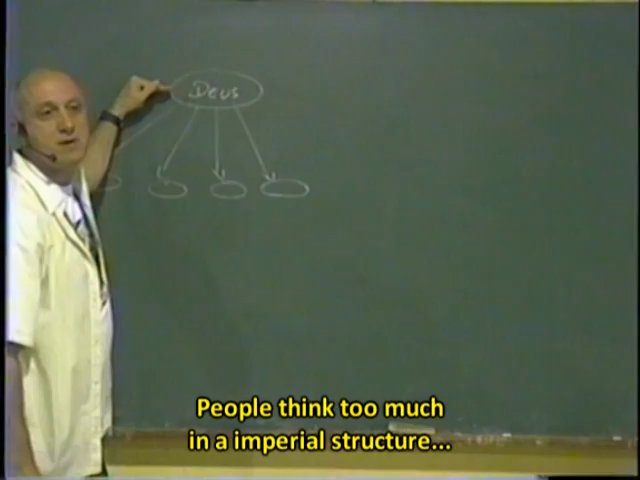 Deus
People think too much
in a imperial structure...